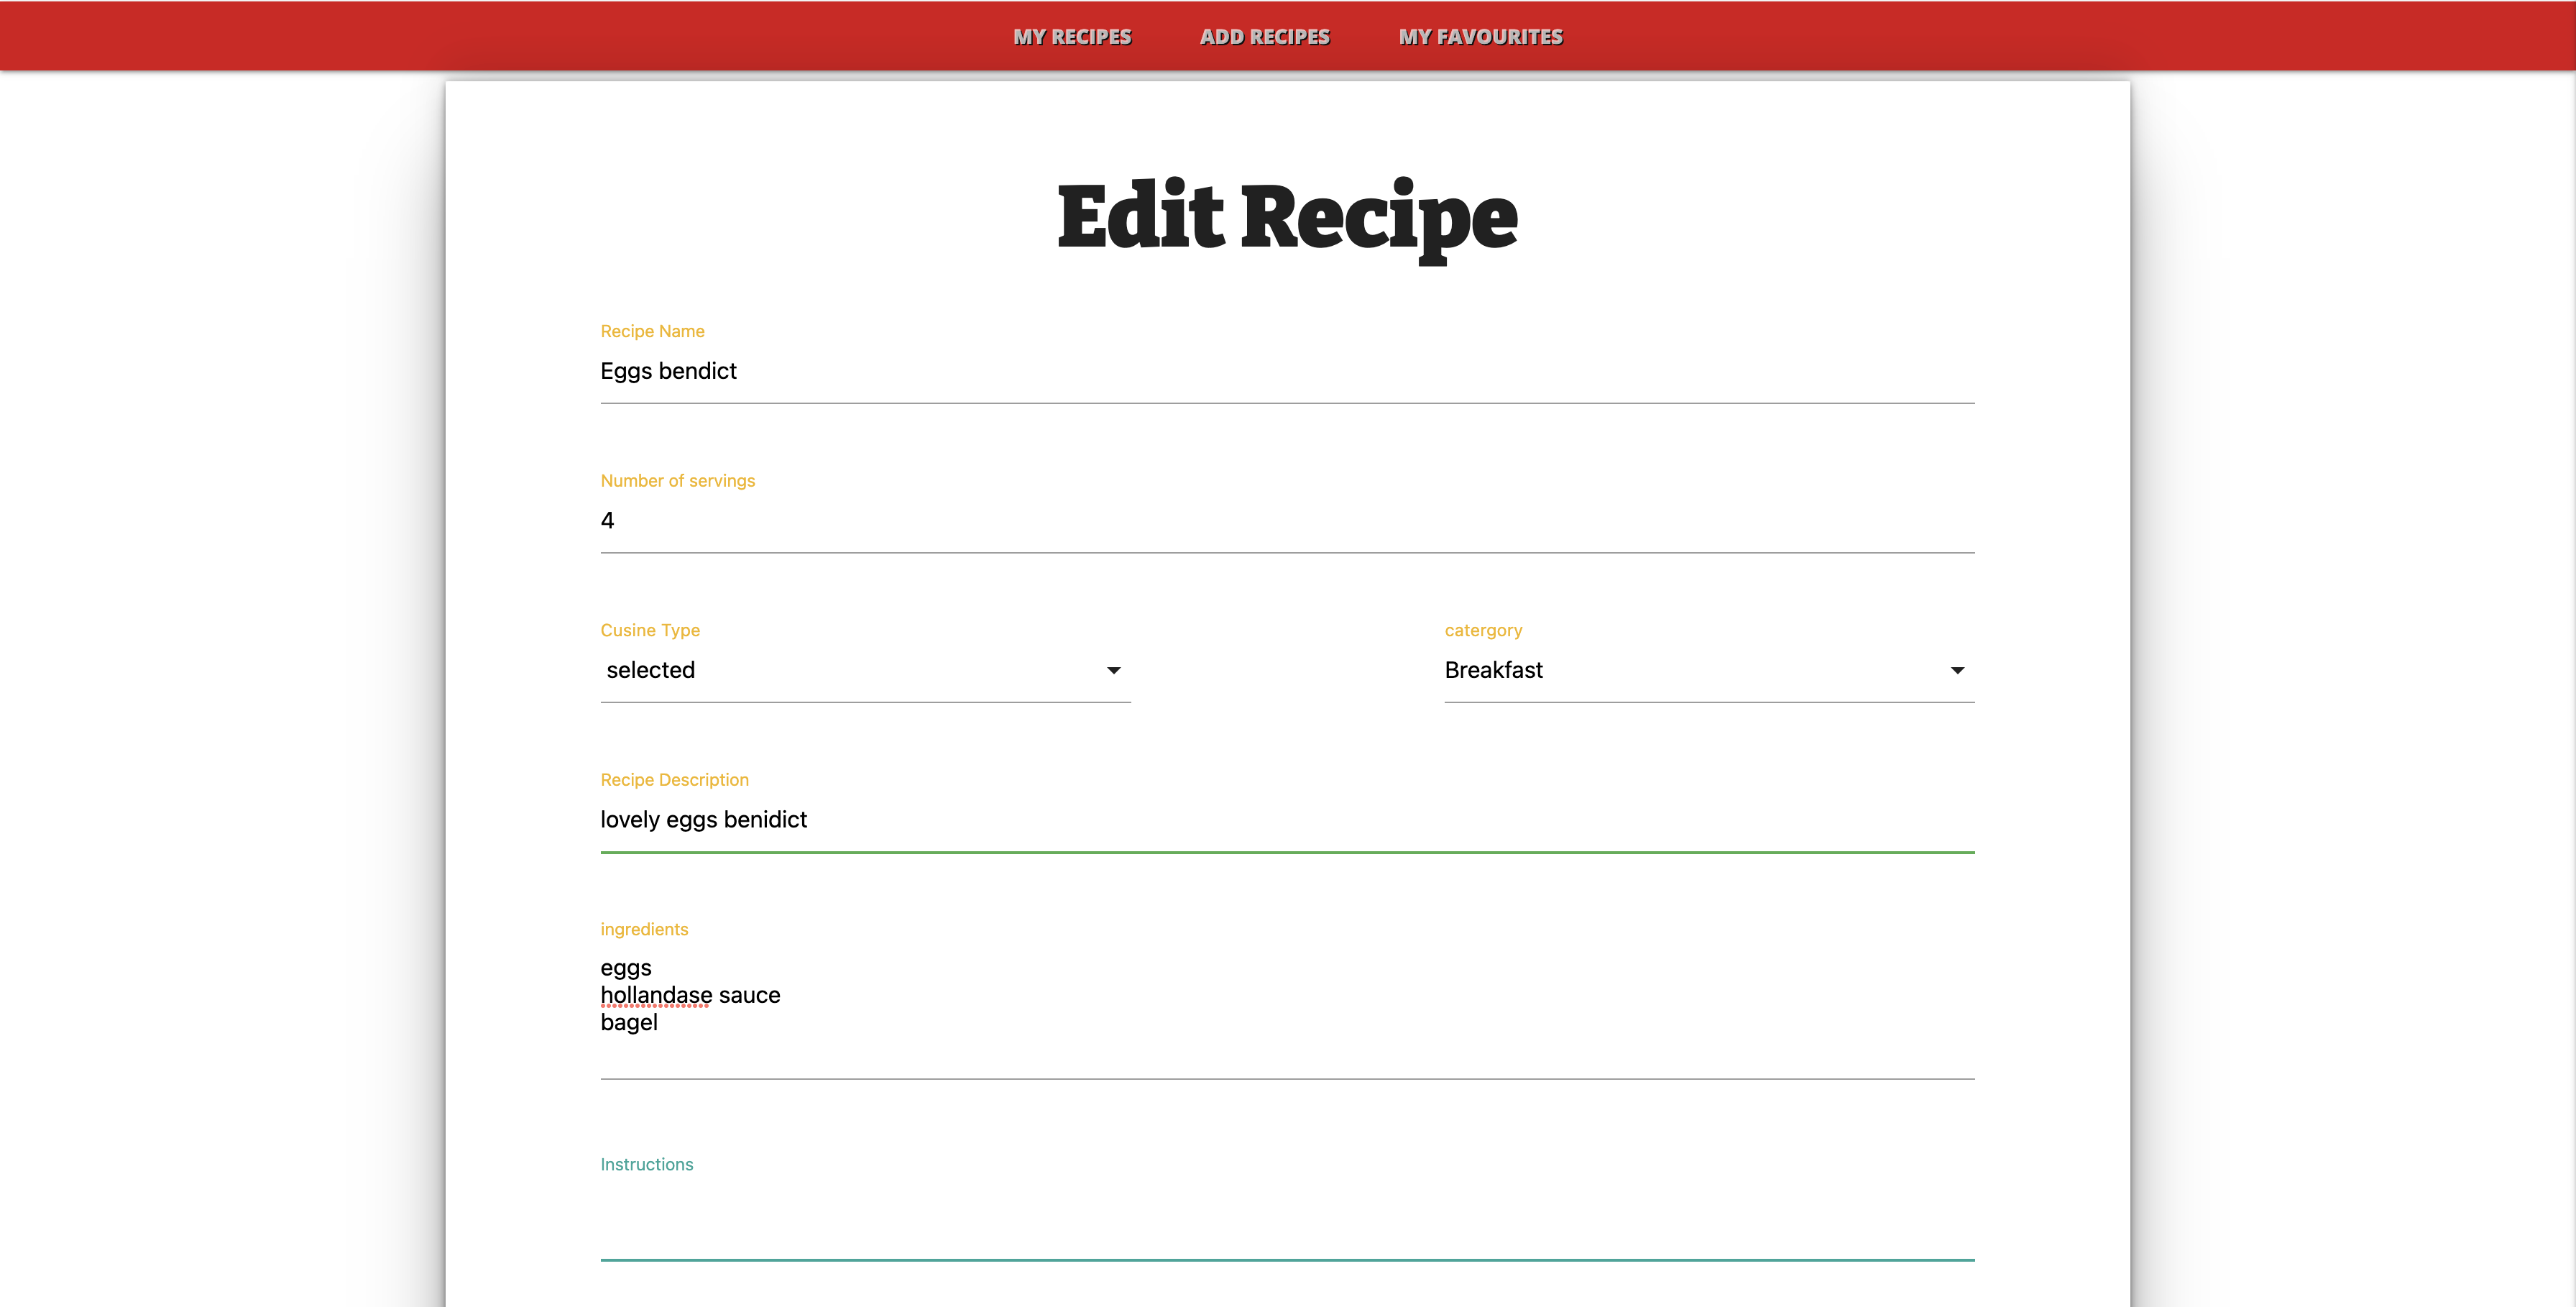 MY RECIPES ADD RECIPES MY FAVOURITES
Edit Recipe
Recipe Name
Eggs bendict
Number of servings
4
Cusine Type
selected
catergory
Breakfast
Recipe Description
lovely eggs benidict
ingredients
eggs
hollandase sauce
bagel
Instructions